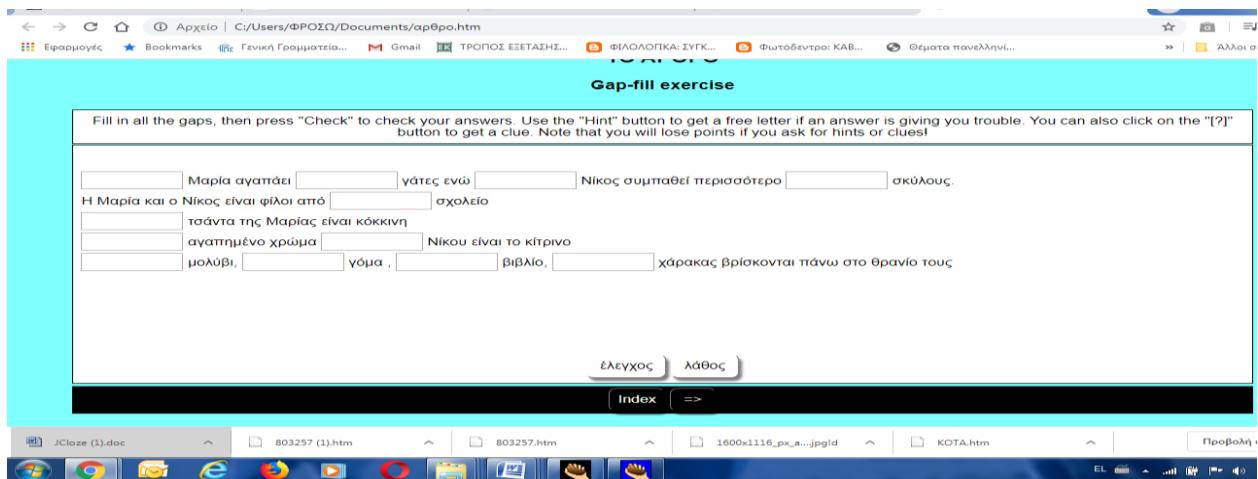 Αρχείο | C:/Users/ΦΡΟΣΩ/Documents/αρθρο.htm
Εφαρμογές Bookmarks Γενική Γραμματεία... Gmail ΤΡΟΠΟΣ ΕΞΕΤΑΣΗΣ... ΦΙΛΟΛΟΓΙΚΑ: ΣΥΓΚ... Φωτόδεντρο: ΚΑΒ... Θέματα πανελληνί... »
Gap-fill exercise
Fill in all the gaps, then press "Check" to check your answers. Use the "Hint" button to get a free letter if an answer is giving you trouble. You can also click on the "[?]"
button to get a clue. Note that you will lose points if you ask for hints or clues!
Μαρία αγαπάει γάτες ενώ Νίκος συμπαθεί περισσότερο σκύλους.
Η Μαρία και ο Νίκος είναι φίλοι από σχολείο
τσάντα της Μαρίας είναι κόκκινη
αγαπημένο χρώμα Νίκου είναι το κίτρινο
μολύβι, γόμα , βιβλίο, χάρακας βρίσκονται πάνω στο θρανίο τους
έλεγχος λάθος
Index =>
JCloze (1).doc 803257 (1).htm 803257.htm 1600x1116_px_a...jpg!d KOTA.htm Προβολή
EL